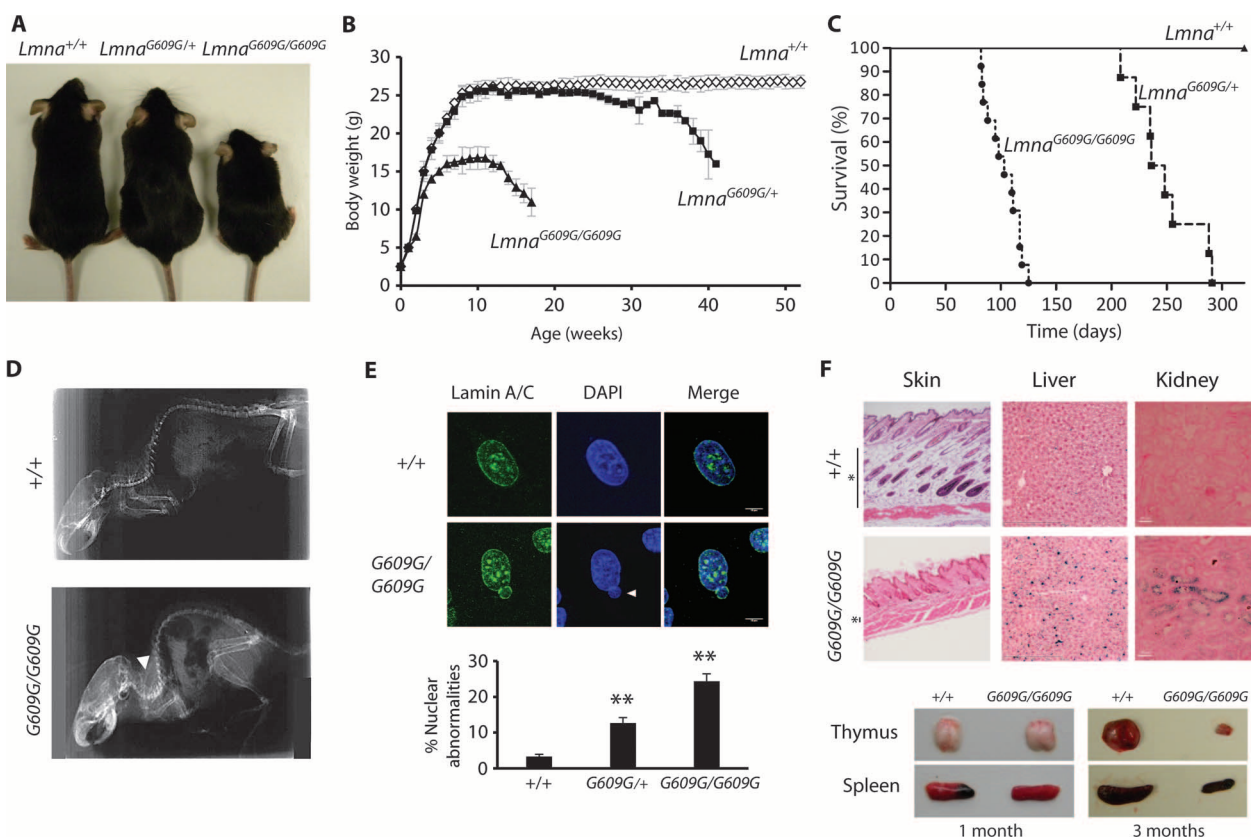 A
Lmna+/+ LmnaG609G/+ LmnaG609G/G609G
B
30
25
20
15
10
5
0
Body weight (g)
0 10 20 30 40 50
Age (weeks)
Lmna+/+
LmnaG609G/+
LmnaG609G/G609G
C
100
90
80
70
60
50
40
30
20
10
0
Survival (%)
0 50 100 150 200 250 300
Time (days)
Lmna+/+
LmnaG609G/+
LmnaG609G/G609G
D
+/+
G609G/G609G
E
Lamin A/C DAPI Merge
+/+
G609G/
G609G
30
20
10
0
% Nuclear
abnormalities
**
**
+/+ G609G/+ G609G/G609G
F
Skin Liver Kidney
+/+
*
G609G/G609G
*
+/+ G609G/G609G +/+ G609G/G609G
Thymus
Spleen
1 month 3 months